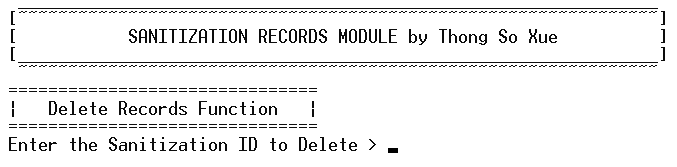 [ SANITIZATION RECORDS MODULE by Thong So Xue ]
================================
¦ Delete Records Function ¦
================================
Enter the Sanitization ID to Delete > _